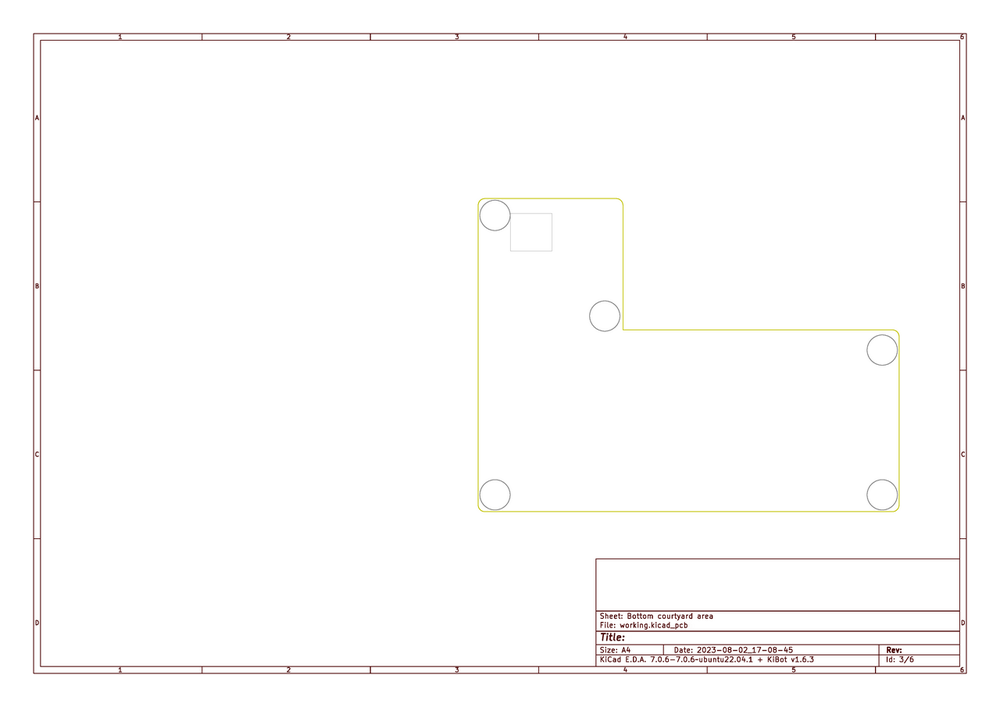 1 2 3 4 5 6
A A
B B
C C
D D
Sheet: Bottom courtyard area
File: working.kicad_pcb
Title:
Size: A4 Date: 2023-08-02_17-08-45 Rev:
KiCad E.D.A. 7.0.6-7.0.6-ubuntu22.04.1 + KiBot v1.6.3 Id: 3/6
1 2 3 4 5 6